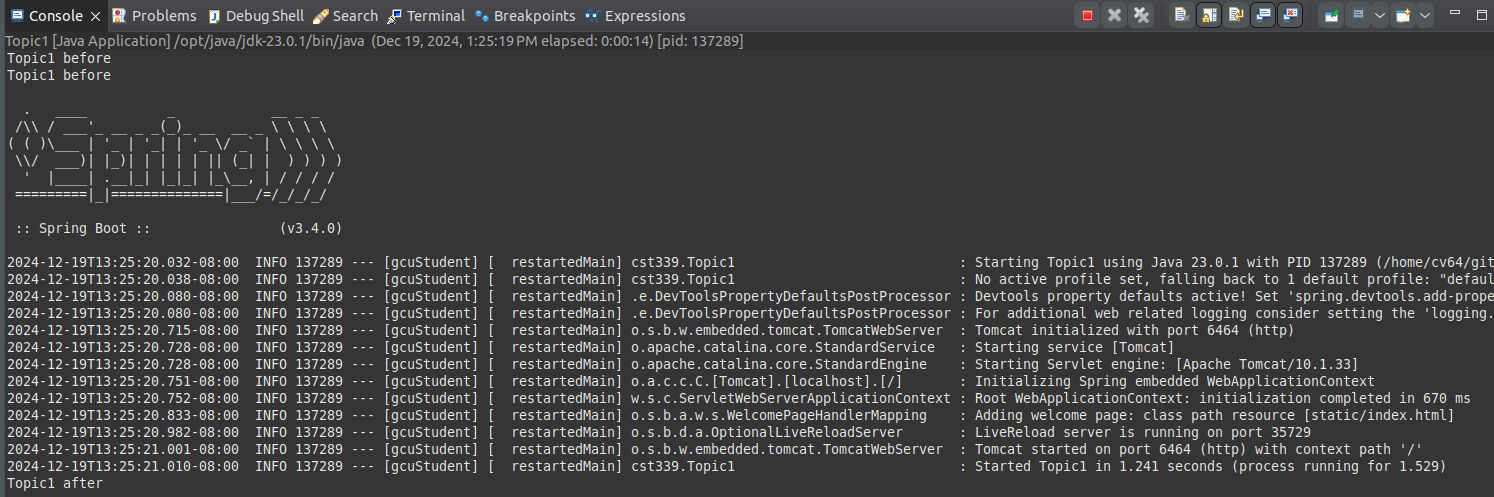 Console Problems Debug Shell Search Terminal Breakpoints Expressions
Topic1 [Java Application] /opt/java/jdk-23.0.1/bin/java (Dec 19, 2024, 1:25:19 PM elapsed: 0:00:14) [pid: 137289]
Topic1 before
Topic1 before
  .   ____          _            __ _ _
 /\\ / ___'_ __ _ _(_)_ __  __ _ \ \ \ \
( ( )\___ | '_ | '_| | '_ \/ _` | \ \ \ \
 \\/  ___)| |_)| | | | | || (_| |  ) ) ) )
  '  |____| .__|_| |_|_| |_\__, | / / / /
 =========|_|==============|___/=/_/_/_/
 :: Spring Boot ::                (v3.4.0)
2024-12-19T13:25:20.032-08:00  INFO 137289 --- [gcuStudent] [  restartedMain] cst339.Topic1                            : Starting Topic1 using Java 23.0.1 with PID 137289 (/home/cv64/git
2024-12-19T13:25:20.038-08:00  INFO 137289 --- [gcuStudent] [  restartedMain] cst339.Topic1                            : No active profile set, falling back to 1 default profile: "defau
2024-12-19T13:25:20.080-08:00  INFO 137289 --- [gcuStudent] [  restartedMain] .e.DevToolsPropertyDefaultsPostProcessor : Devtools property defaults active! Set 'spring.devtools.add-prope
2024-12-19T13:25:20.080-08:00  INFO 137289 --- [gcuStudent] [  restartedMain] .e.DevToolsPropertyDefaultsPostProcessor : For additional web related logging consider setting the 'logging.
2024-12-19T13:25:20.715-08:00  INFO 137289 --- [gcuStudent] [  restartedMain] o.s.b.w.embedded.tomcat.TomcatWebServer  : Tomcat initialized with port 6464 (http)
2024-12-19T13:25:20.728-08:00  INFO 137289 --- [gcuStudent] [  restartedMain] o.apache.catalina.core.StandardService   : Starting service [Tomcat]
2024-12-19T13:25:20.728-08:00  INFO 137289 --- [gcuStudent] [  restartedMain] o.apache.catalina.core.StandardEngine    : Starting Servlet engine: [Apache Tomcat/10.1.33]
2024-12-19T13:25:20.751-08:00  INFO 137289 --- [gcuStudent] [  restartedMain] o.a.c.c.C.[Tomcat].[localhost].[/]       : Initializing Spring embedded WebApplicationContext
2024-12-19T13:25:20.752-08:00  INFO 137289 --- [gcuStudent] [  restartedMain] w.s.c.ServletWebServerApplicationContext : Root WebApplicationContext: initialization completed in 670 ms
2024-12-19T13:25:20.833-08:00  INFO 137289 --- [gcuStudent] [  restartedMain] o.s.b.a.w.s.WelcomePageHandlerMapping    : Adding welcome page: class path resource [static/index.html]
2024-12-19T13:25:20.982-08:00  INFO 137289 --- [gcuStudent] [  restartedMain] o.s.b.d.a.OptionalLiveReloadServer       : LiveReload server is running on port 35729
2024-12-19T13:25:21.001-08:00  INFO 137289 --- [gcuStudent] [  restartedMain] o.s.b.w.embedded.tomcat.TomcatWebServer  : Tomcat started on port 6464 (http) with context path '/'
2024-12-19T13:25:21.010-08:00  INFO 137289 --- [gcuStudent] [  restartedMain] cst339.Topic1                            : Started Topic1 in 1.241 seconds (process running for 1.529)
Topic1 after